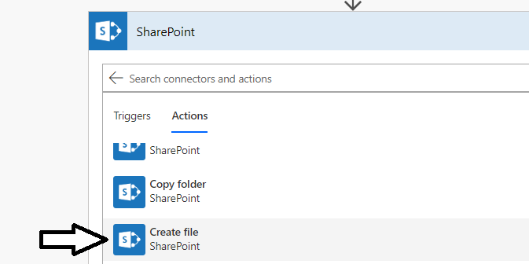 SharePoint
Search connectors and actions
Triggers Actions
SharePoint
Copy folder
SharePoint
Create file
SharePoint